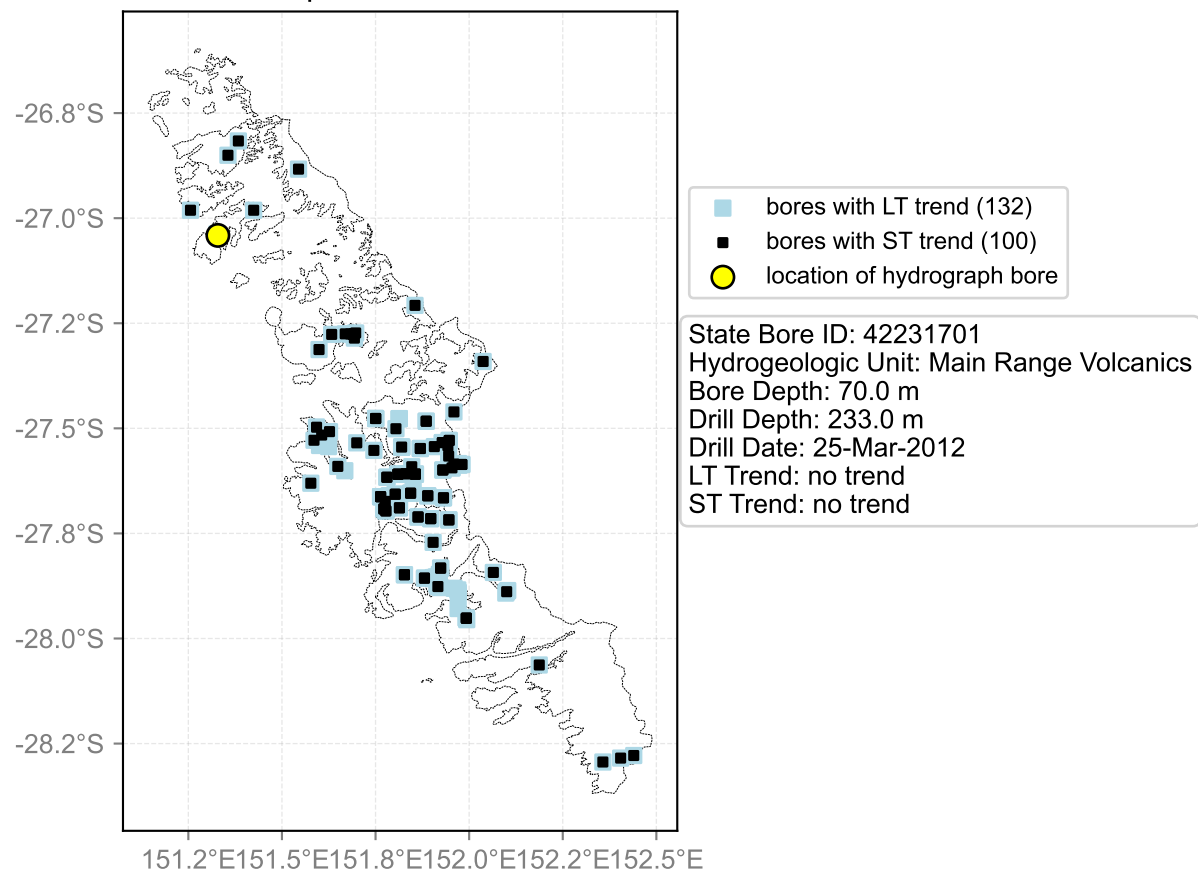 -26.8°S
-27.0°S
-27.2°S
-27.5°S
-27.8°S
-28.0°S
-28.2°S
151.2°E151.5°E151.8°E152.0°E152.2°E152.5°E
bores with LT trend (132)
bores with ST trend (100)
location of hydrograph bore
State Bore ID: 42231701
Hydrogeologic Unit: Main Range Volcanics
Bore Depth: 70.0 m
Drill Depth: 233.0 m
Drill Date: 25-Mar-2012
LT Trend: no trend
ST Trend: no trend